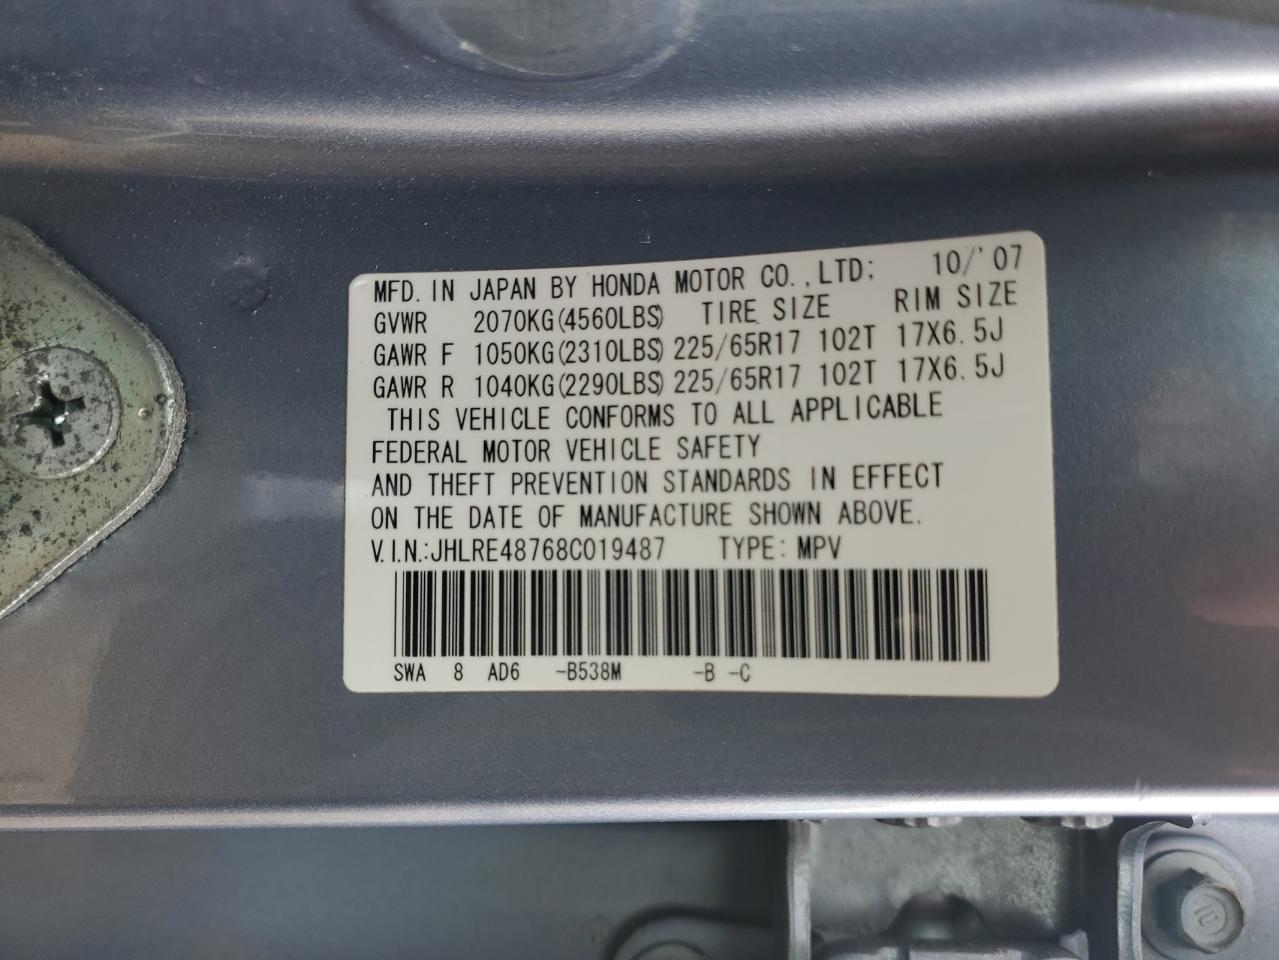 MFD. IN JAPAN BY HONDA MOTOR CO.,LTD; 10/'07
GVWR 2070KG(4560LBS) TIRE SIZE RIM SIZE
GAWR F 1050KG(2310LBS) 225/65R17 102T 17X6.5J
GAWR R 1040KG(2290LBS) 225/65R17 102T 17X6.5J
THIS VEHICLE CONFORMS TO ALL APPLICABLE
FEDERAL MOTOR VEHICLE SAFETY
AND THEFT PREVENTION STANDARDS IN EFFECT
ON THE DATE OF MANUFACTURE SHOWN ABOVE.
V.I.N.:JHLRE48768C019487 TYPE: MPV
SWA 8 AD6 -B538M -B -C
10